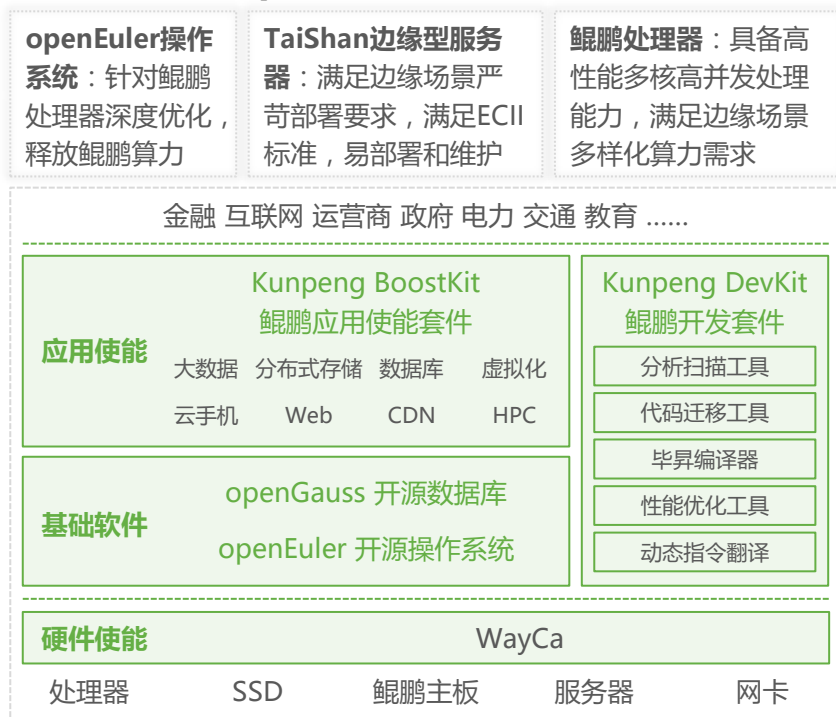 openEuler操作
系统：针对鲲鹏
处理器深度优化，
释放鲲鹏算力
TaiShan边缘型服务
器：满足边缘场景严
苛部署要求，满足ECII
标准，易部署和维护
鲲鹏处理器：具备高
性能多核高并发处理
能力，满足边缘场景
多样化算力需求
金融 互联网 运营商 政府 电力 交通 教育 ......
应用使能
Kunpeng BoostKit
鲲鹏应用使能套件
大数据 分布式存储 数据库 虚拟化
云手机 Web CDN HPC
基础软件
openGauss 开源数据库
openEuler 开源操作系统
Kunpeng DevKit
鲲鹏开发套件
分析扫描工具
代码迁移工具
毕昇编译器
性能优化工具
动态指令翻译
硬件使能 WayCa
处理器 SSD 鲲鹏主板 服务器 网卡